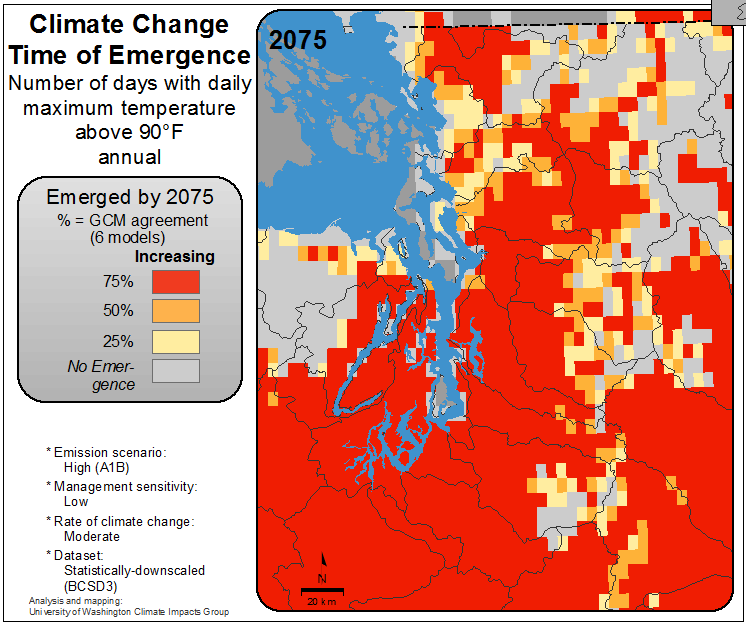 Climate Change
Time of Emergence
Number of days with daily
maximum temperature
above 90°F
annual
Emerged by 2075
% = GCM agreement
(6 models)
Increasing
75%
50%
25%
No Emer-
gence
* Emission scenario:
High (A1B)
* Management sensitivity:
Low
* Rate of climate change:
Moderate
* Dataset:
Statistically-downscaled
(BCSD3)
Analysis and mapping:
University of Washington Climate Impacts Group
2075
N
20 km